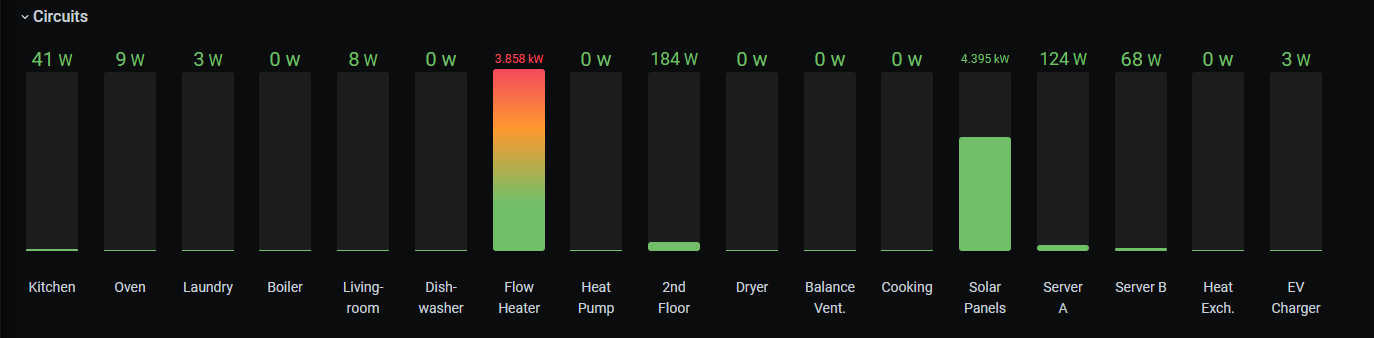 Circuits
41 W 9 W 3 W 0 w 8 W 0 w 3.858 kW 0 w 184 W 0 w 0 w 0 w 4.395 kW 124 W 68 W 0 w 3 W
Kitchen Oven Laundry Boiler Living- Dish- Flow Heat 2nd Dryer Balance Cooking Solar Server Server B Heat EV
room washer Heater Pump Floor Vent. Panels A Exch. Charger